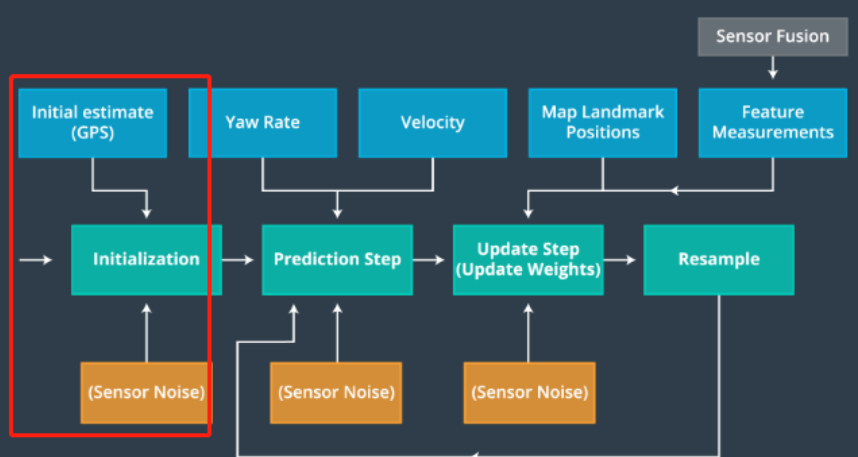 Sensor Fusion
Initial estimate
(GPS)
Yaw Rate
Velocity
Map Landmark
Positions
Feature
Measurements
Initialization
Prediction Step
Update Step
(Update Weights)
Resample
(Sensor Noise)
(Sensor Noise)
(Sensor Noise)